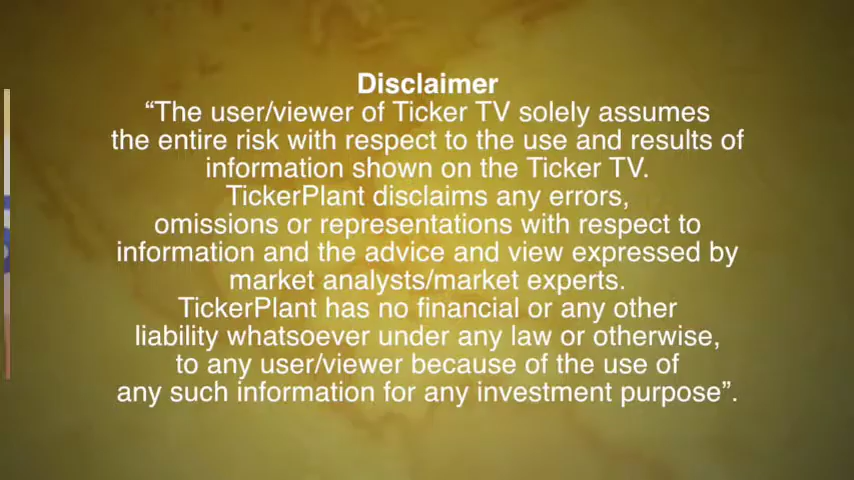 Disclaimer
“The user/viewer of Ticker TV solely assumes
the entire risk with respect to the use and results of
information shown on the Ticker TV.
TickerPlant disclaims any errors,
omissions or representations with respect to
information and the advice and view expressed by
market analysts/market experts.
TickerPlant has no financial or any other
liability whatsoever under any law or otherwise,
to any user/viewer because of the use of
any such information for any investment purpose”.